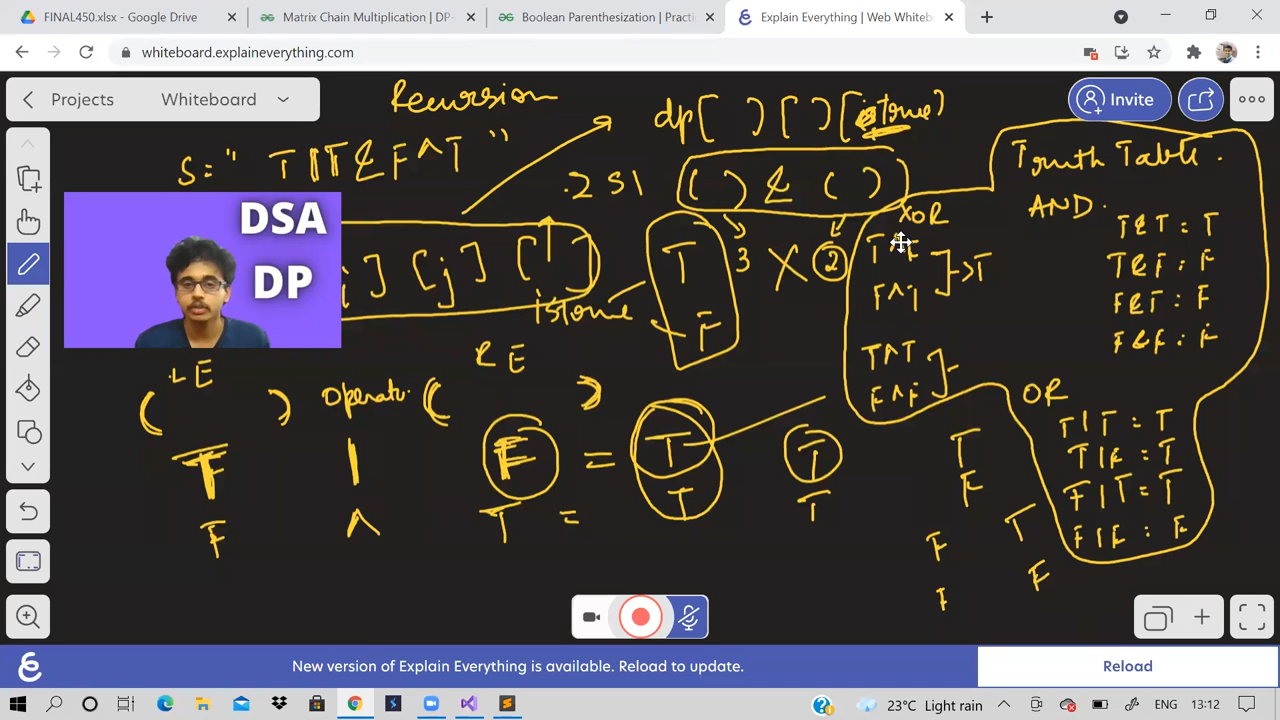 FINAL450.xlsx - Google Drive
Matrix Chain Multiplication | DP-
Boolean Parenthesization | Practi
Explain Everything | Web Whiteb
whiteboard.explaineverything.com
Projects
Whiteboard
Invite
Recursion
dp[ ] [ ] [istrue]
S=" T|T&F^T "
251
( ) & ( )
Truth Table.
AND.
T&T = T
T&F : F
F&T : F
F&F : F
XOR
T^F
F^T
->T
T^T
F^F
DSA
DP
] [j] [ ]
istrue
T
F
3 X 2
LE
RE
( ) Operator ( )
OR
T|T = T
T|F = T
F|T = T
F|F : F
T | F = T
T
F ^ T =
T
T
T
F
T
F
F
F
New version of Explain Everything is available. Reload to update.
Reload
23°C Light rain
ENG
13:12